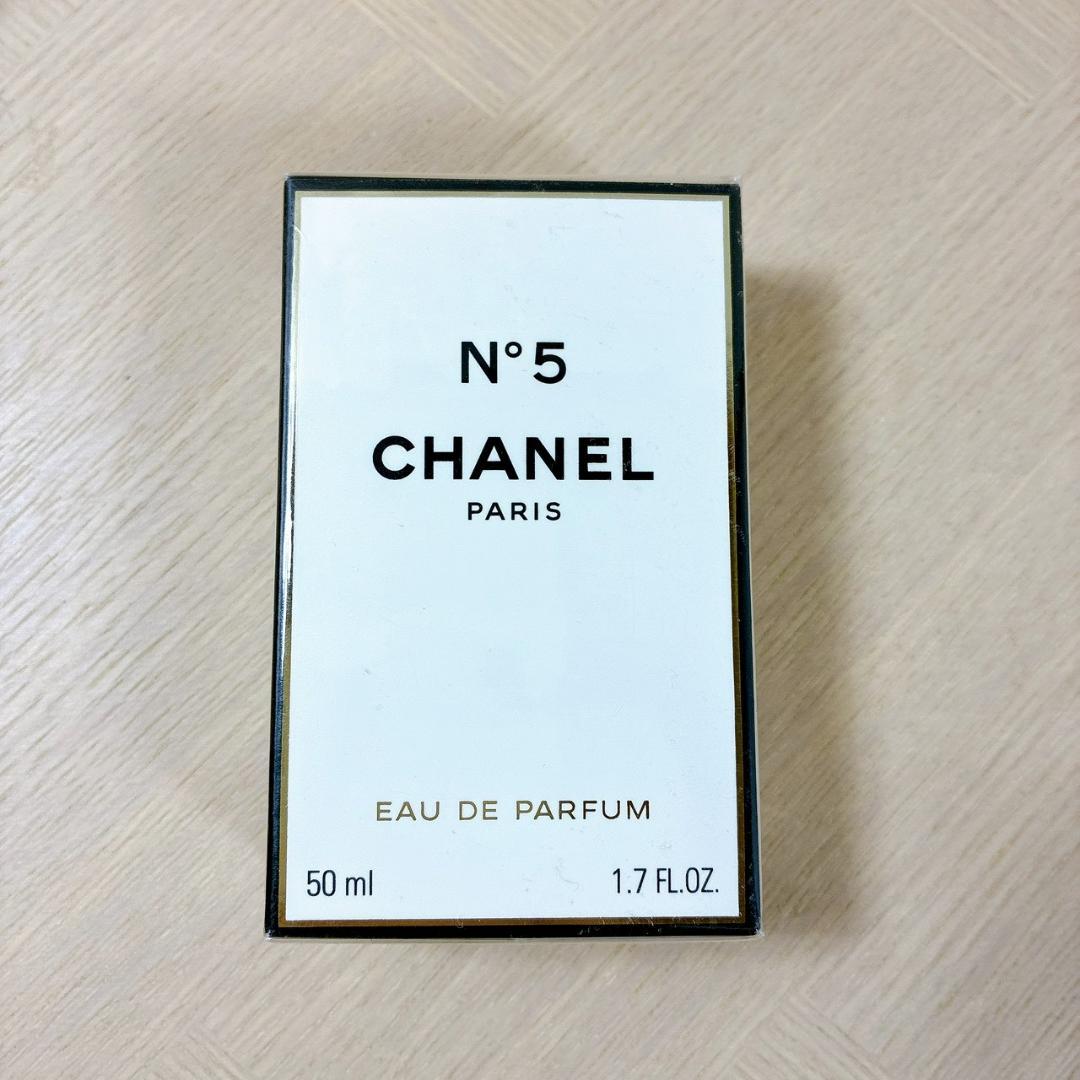 N°5
CHANEL
PARIS
EAU DE PARFUM
50 ml 1.7 FL.OZ.